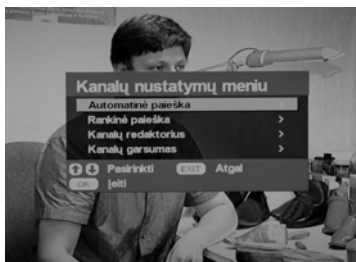 Kanalų nustatymų meniu
Automatinė paieška >
Rankinė paieška >
Kanalų redaktorius >
Kanalų garsumas >
Pasirinkti EXIT Atgal
OK Įeiti